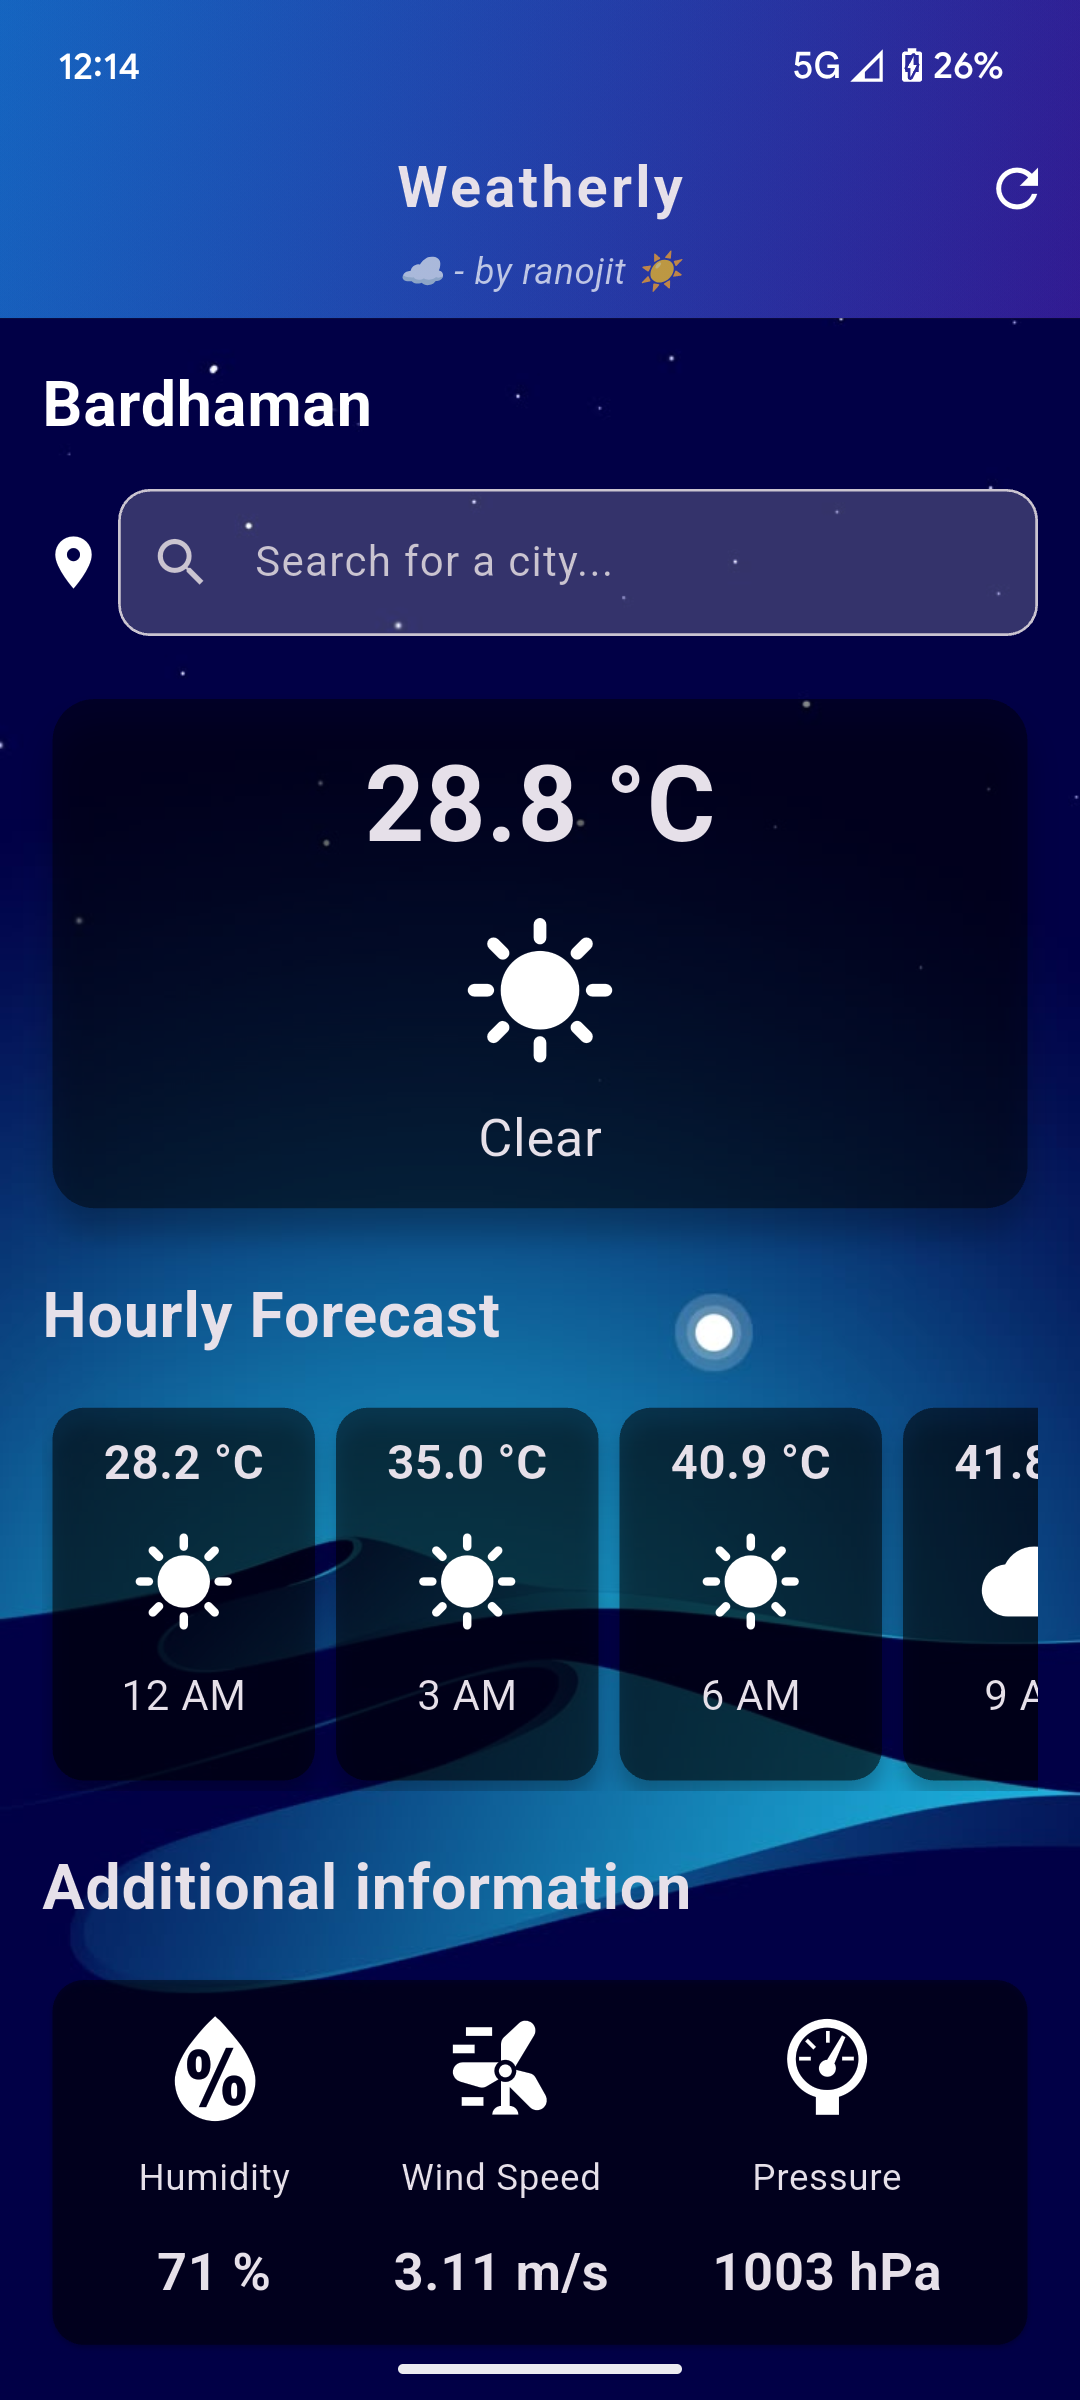 12:14 5G 26%
Weatherly
☁️ - by ranojit ☀️
Bardhaman
Search for a city...
28.8 °C
Clear
Hourly Forecast
28.2 °C 35.0 °C 40.9 °C 41.8
12 AM 3 AM 6 AM 9 A
Additional information
%
Humidity Wind Speed Pressure
71 % 3.11 m/s 1003 hPa